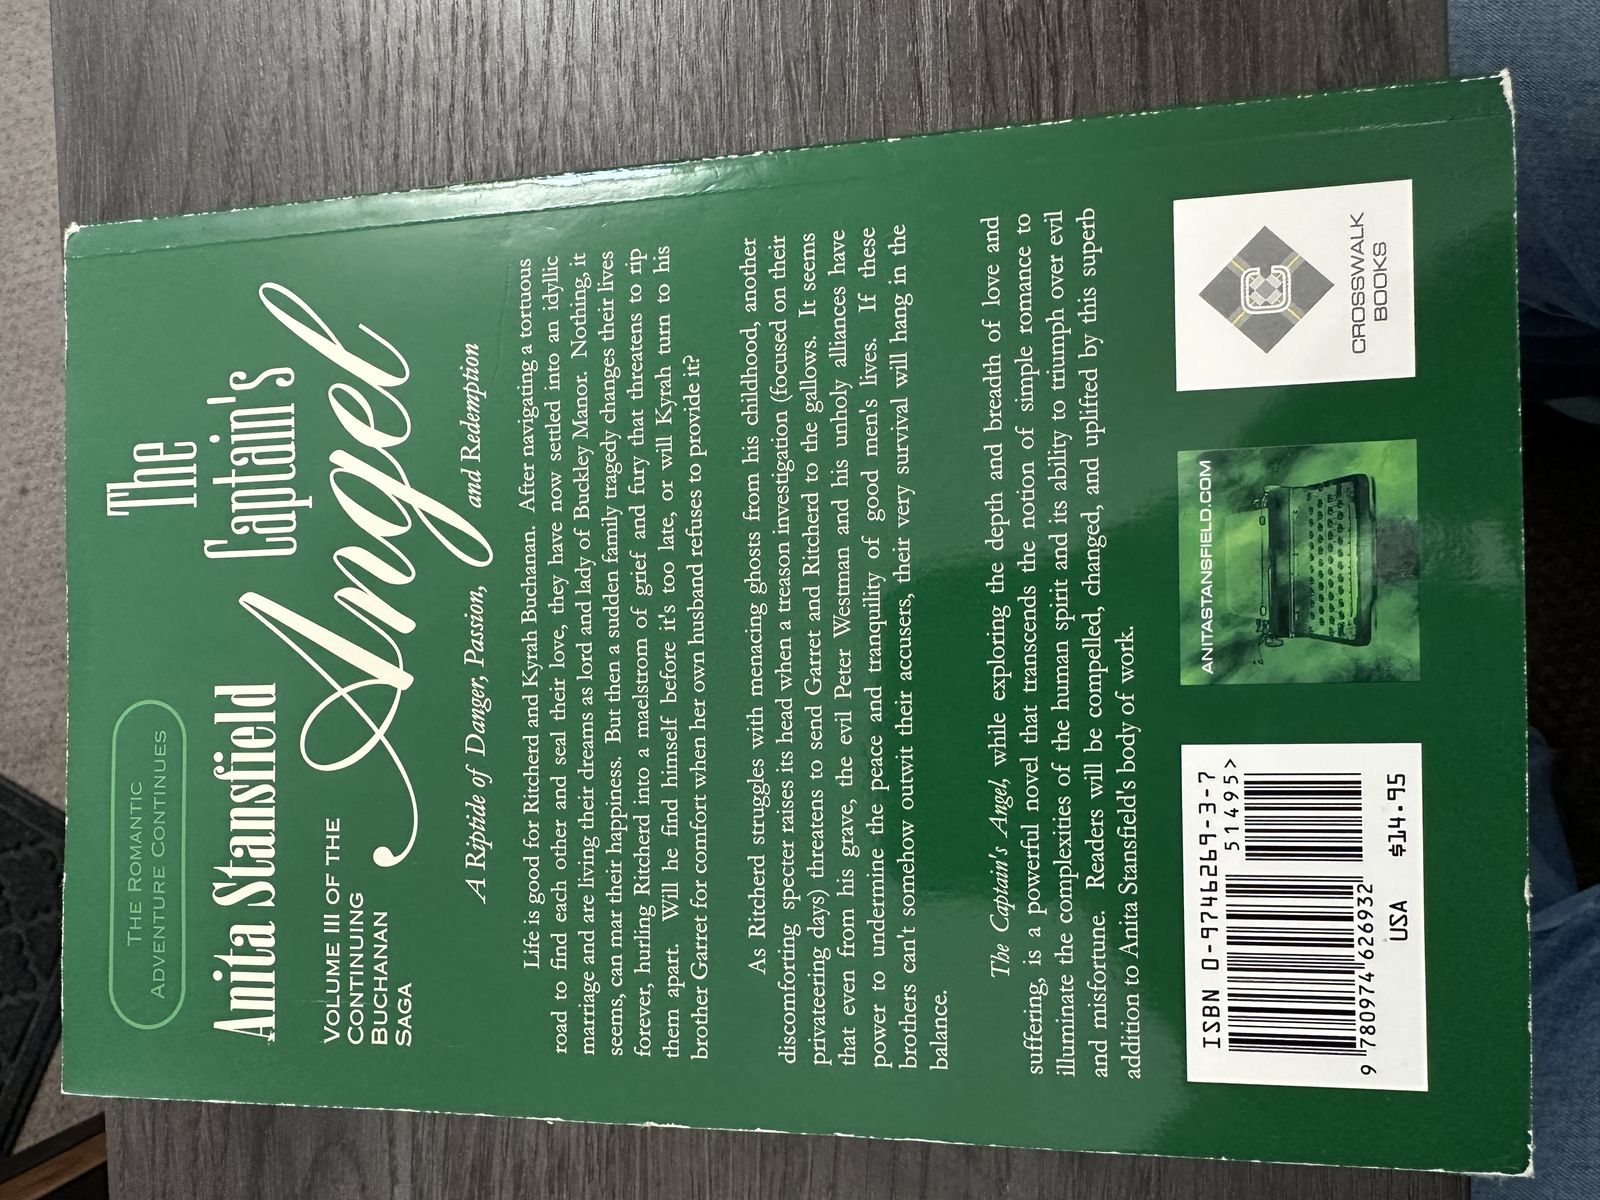 THE ROMANTIC
ADVENTURE CONTINUES
Anita Stansfield
VOLUME III OF THE
CONTINUING
BUCHANAN
SAGA
The
Captain's
Angel
A Riptide of Danger, Passion, and Redemption
Life is good for Ritcherd and Kyrah Buchanan. After navigating a tortuous
road to find each other and seal their love, they have now settled into an idyllic
marriage and are living their dreams as lord and lady of Buckley Manor. Nothing, it
seems, can mar their happiness. But then a sudden family tragedy changes their lives
forever, hurling Ritcherd into a maelstrom of grief and fury that threatens to rip
them apart. Will he find himself before it's too late, or will Kyrah turn to his
brother Garret for comfort when her own husband refuses to provide it?
As Ritcherd struggles with menacing ghosts from his childhood, another
discomforting specter raises its head when a treason investigation (focused on their
privateering days) threatens to send Garret and Ritcherd to the gallows. It seems
that even from his grave, the evil Peter Westman and his unholy alliances have
power to undermine the peace and tranquility of good men's lives. If these
brothers can't somehow outwit their accusers, their very survival will hang in the
balance.
The Captain's Angel, while exploring the depth and breadth of love and
suffering, is a powerful novel that transcends the notion of simple romance to
illuminate the complexities of the human spirit and its ability to triumph over evil
and misfortune. Readers will be compelled, changed, and uplifted by this superb
addition to Anita Stansfield's body of work.
ISBN 0-9746269-3-7
51495>
9 780974 626932
USA $14.95
ANITASTANSFIELD.COM
CROSSWALK
BOOKS